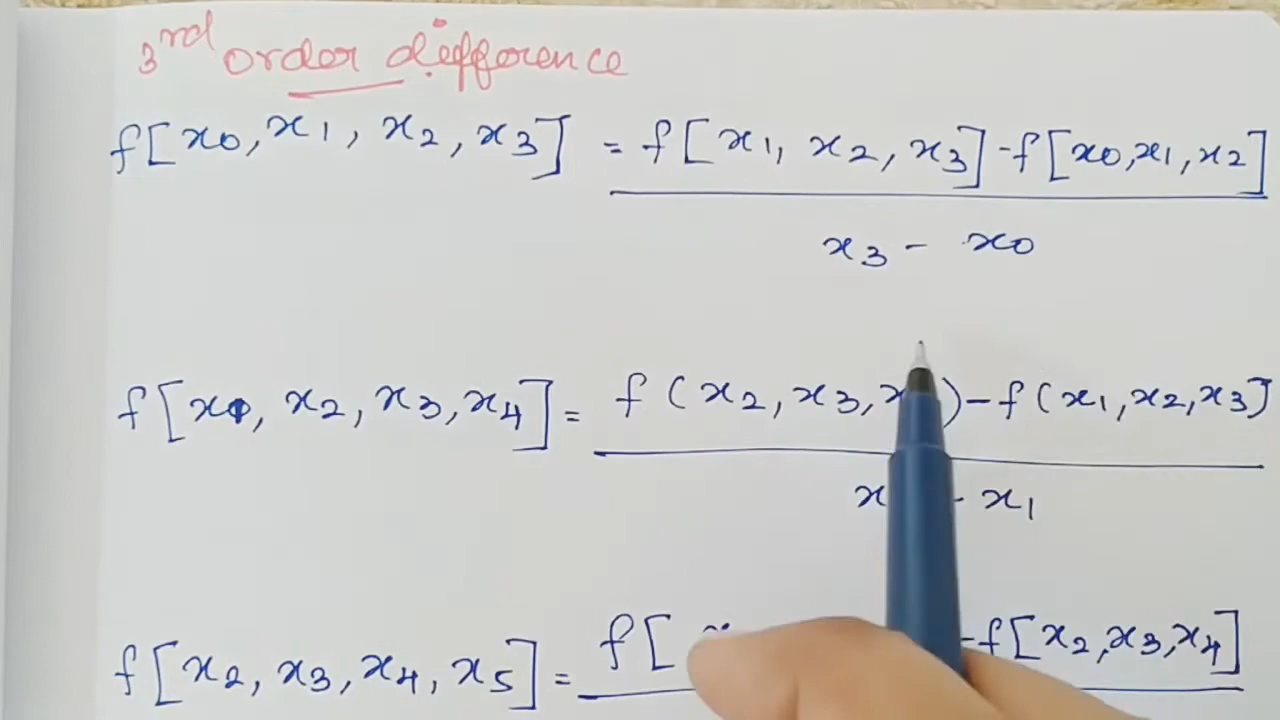 3rd order difference
f[x0, x1, x2, x3] = f[x1, x2, x3] - f[x0, x1, x2]
x3 - x0
f[x1, x2, x3, x4] = f(x2, x3, x ) - f(x1, x2, x3]
x - x1
f[x2, x3, x4, x5] = f[ - f[x2, x3, x4]